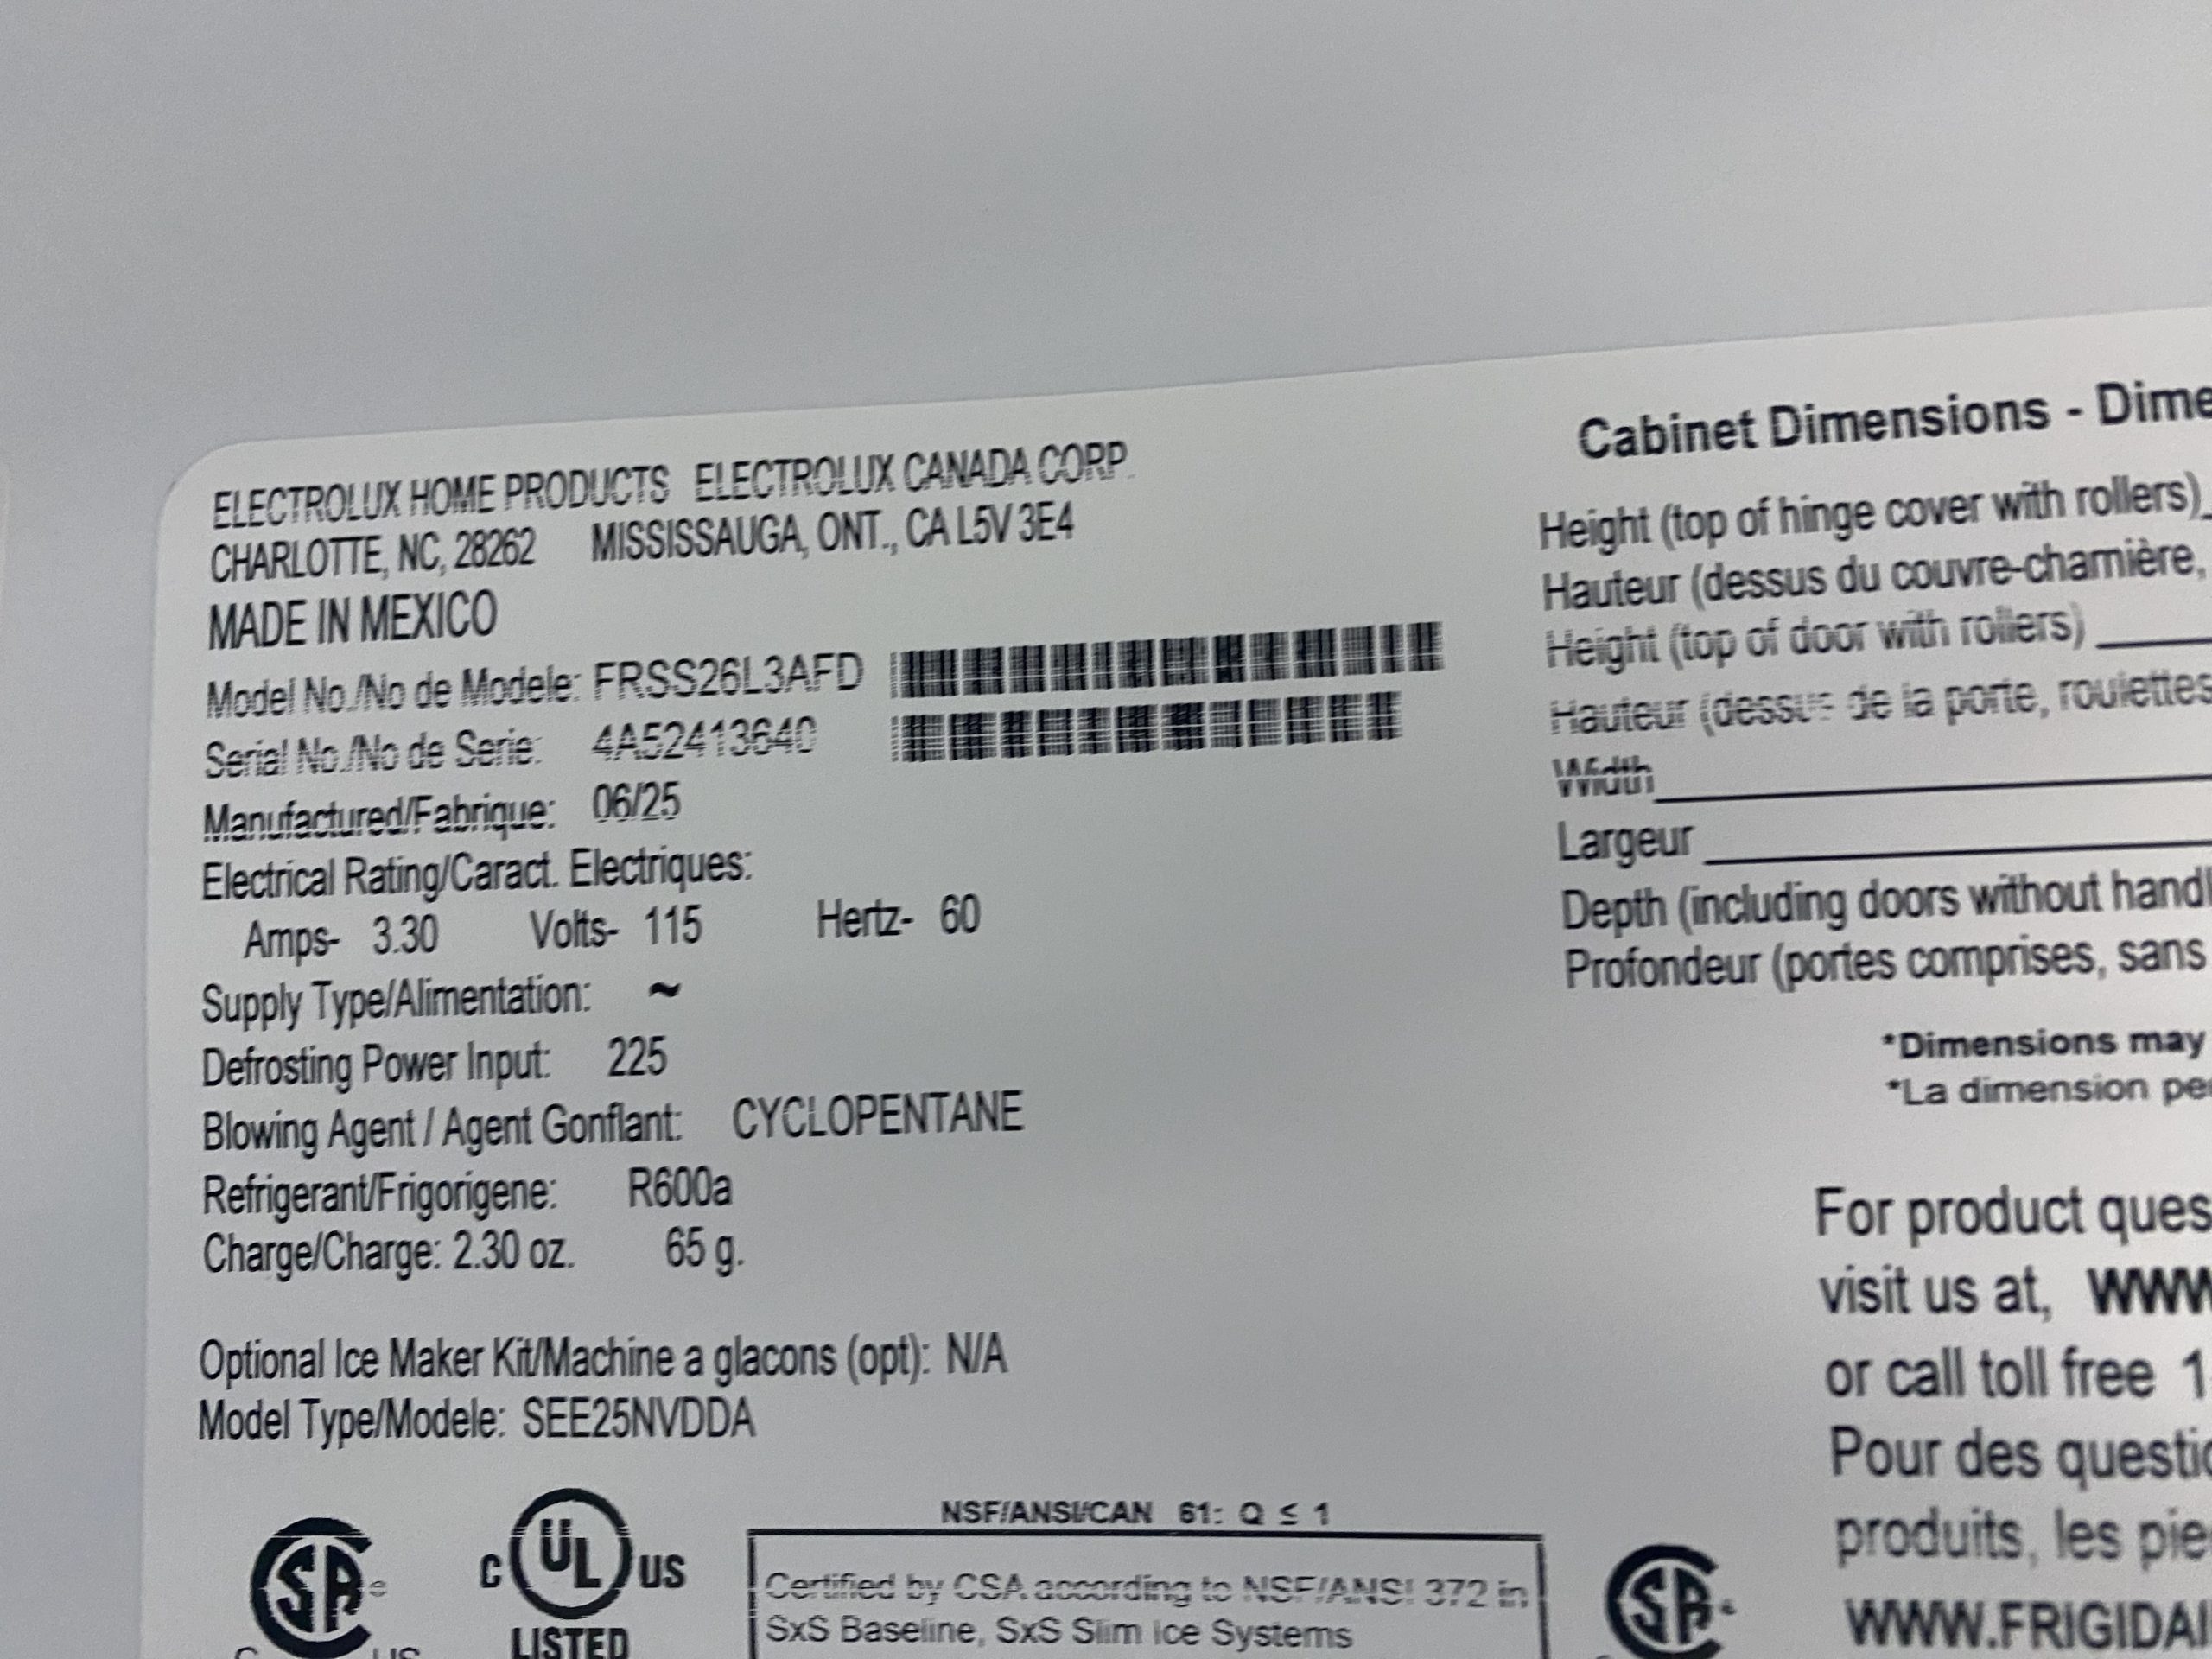 ELECTROLUX HOME PRODUCTS ELECTROLUX CANADA CORP.
CHARLOTTE, NC, 28262 MISSISSAUGA, ONT., CA L5V 3E4
MADE IN MEXICO
Model No./No de Modele: FRSS26L3AFD
Serial No./No de Serie: 4A52413640
Manufactured/Fabrique: 06/25
Electrical Rating/Caract. Electriques:
Amps- 3.30 Volts- 115 Hertz- 60
Supply Type/Alimentation: ~
Defrosting Power Input: 225
Blowing Agent / Agent Gonflant: CYCLOPENTANE
Refrigerant/Frigorigene: R600a
Charge/Charge: 2.30 oz. 65 g.
Optional Ice Maker Kit/Machine a glacons (opt): N/A
Model Type/Modele: SEE25NVDDA
C UL US
LISTED
NSF/ANSI/CAN 61: Q ≤ 1
Certified by CSA according to NSF/ANSI 372 in
SxS Baseline, SxS Slim Ice Systems
Cabinet Dimensions - Dime
Height (top of hinge cover with rollers)
Hauteur (dessus du couvre-charnière,
Height (top of door with rollers)
Hauteur (dessus de la porte, roulettes
Width
Largeur
Depth (including doors without handl
Profondeur (portes comprises, sans
*Dimensions may
*La dimension pe
For product ques
visit us at, WWW
or call toll free 1
Pour des questio
produits, les piè
WWW.FRIGIDAI